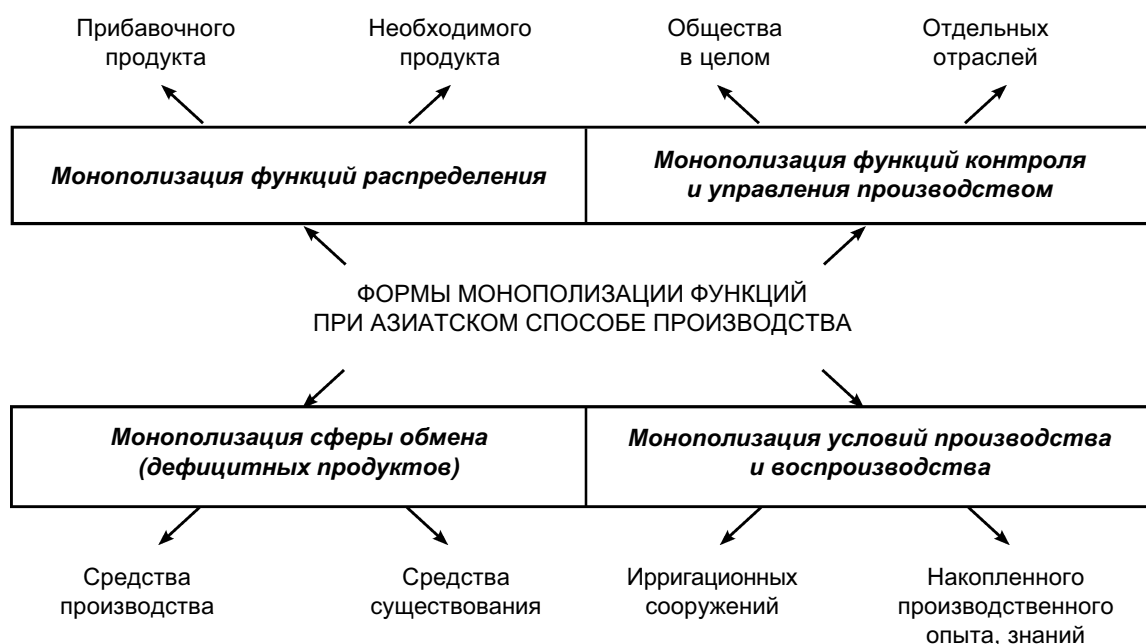 Прибавочного
продукта
Необходимого
продукта
Общества
в целом
Отдельных
отраслей
Монополизация функций распределения
Монополизация функций контроля
и управления производством
ФОРМЫ МОНОПОЛИЗАЦИИ ФУНКЦИЙ
ПРИ АЗИАТСКОМ СПОСОБЕ ПРОИЗВОДСТВА
Монополизация сферы обмена
(дефицитных продуктов)
Монополизация условий производства
и воспроизводства
Средства
производства
Средства
существования
Ирригационных
сооружений
Накопленного
производственного
опыта, знаний